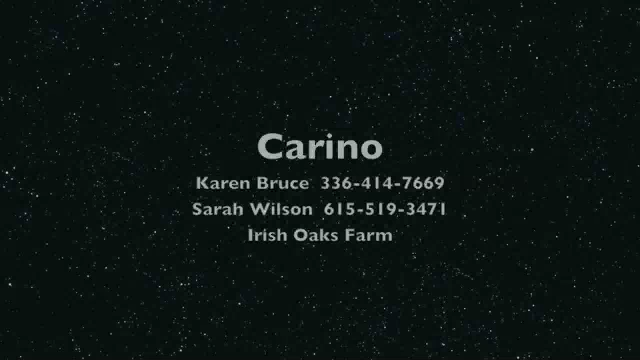 Carino
Karen Bruce 336-414-7669
Sarah Wilson 615-519-3471
Irish Oaks Farm